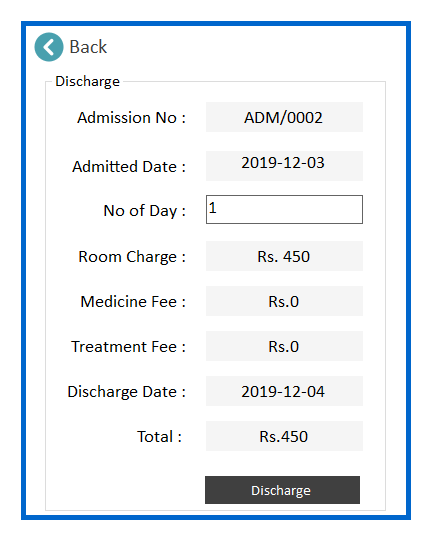 Back
Discharge
Admission No : ADM/0002
Admitted Date : 2019-12-03
No of Day : 1
Room Charge : Rs. 450
Medicine Fee : Rs.0
Treatment Fee : Rs.0
Discharge Date : 2019-12-04
Total : Rs.450
Discharge